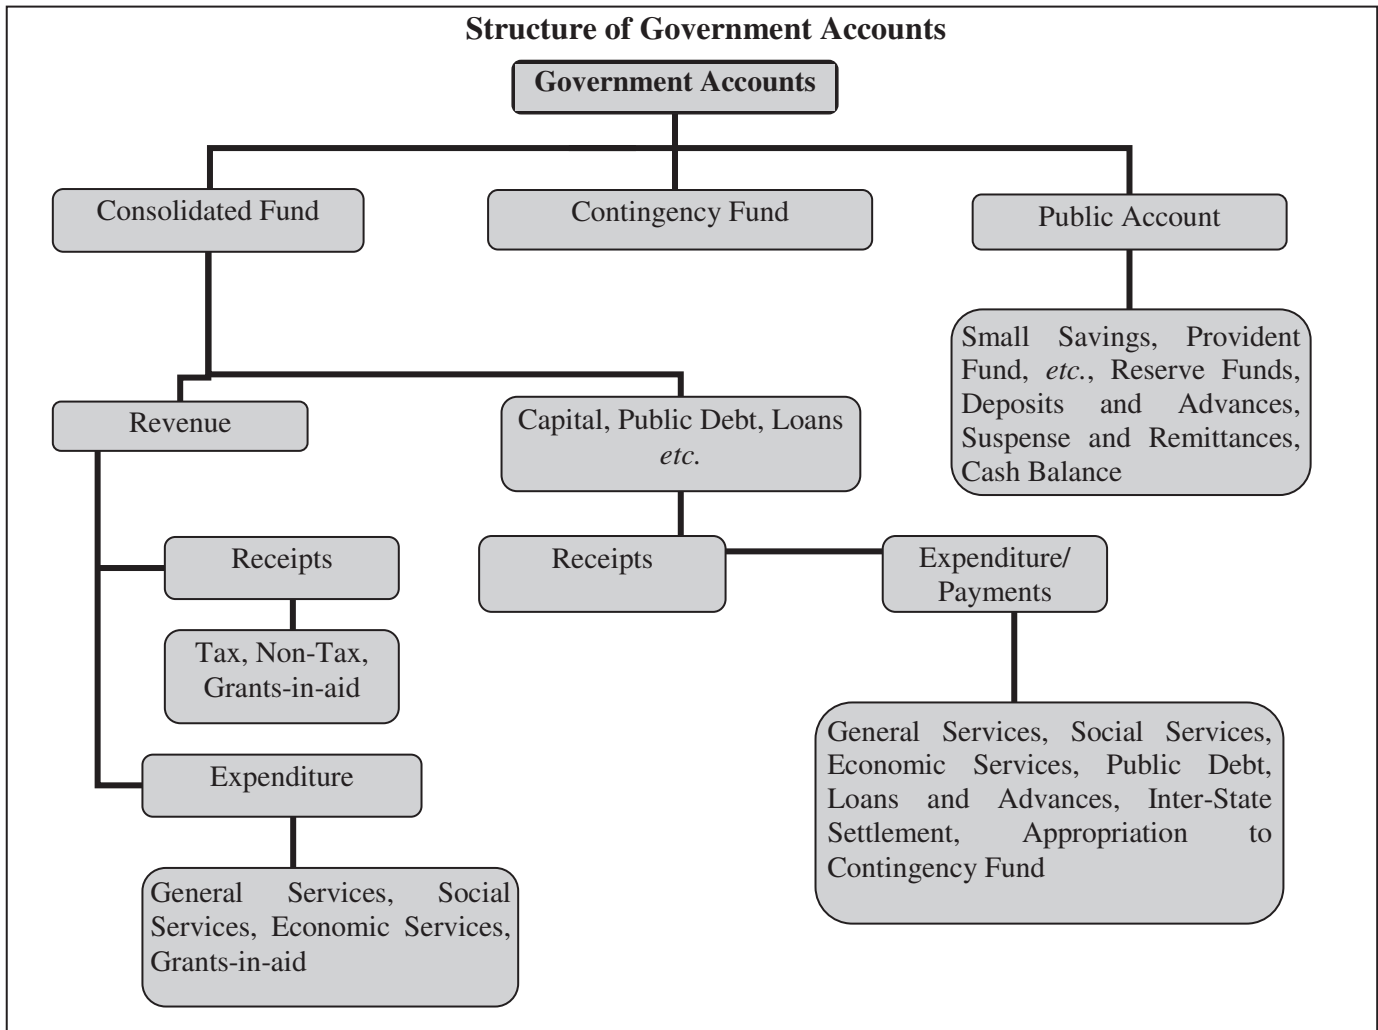 Structure of Government Accounts
Government Accounts
Consolidated Fund
Contingency Fund
Public Account
Small Savings, Provident
Fund, etc., Reserve Funds,
Deposits and Advances,
Suspense and Remittances,
Cash Balance
Revenue
Capital, Public Debt, Loans
etc.
Receipts
Tax, Non-Tax,
Grants-in-aid
Expenditure
General Services, Social
Services, Economic Services,
Grants-in-aid
Receipts
Expenditure/
Payments
General Services, Social Services,
Economic Services, Public Debt,
Loans and Advances, Inter-State
Settlement, Appropriation to
Contingency Fund